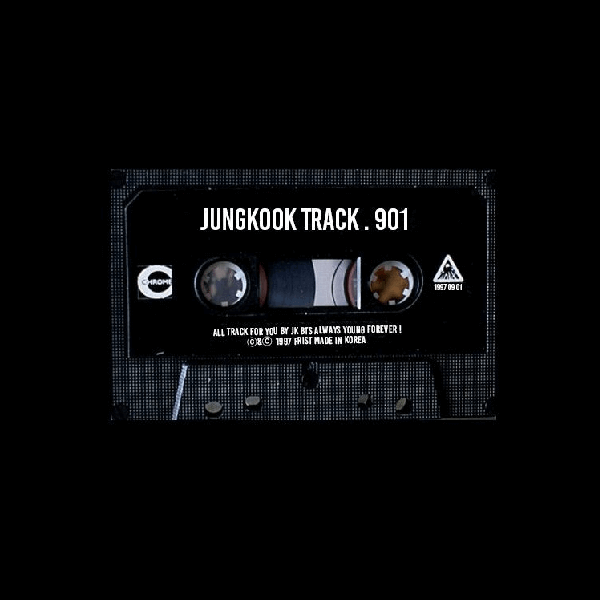 JUNGKOOK TRACK . 901
CHROME
1997 09 01
ALL TRACK FOR YOU BY JK BTS ALWAYS YOUNG FOREVER !
ⓒ&ⓒ 1997 FRIST MADE IN KOREA